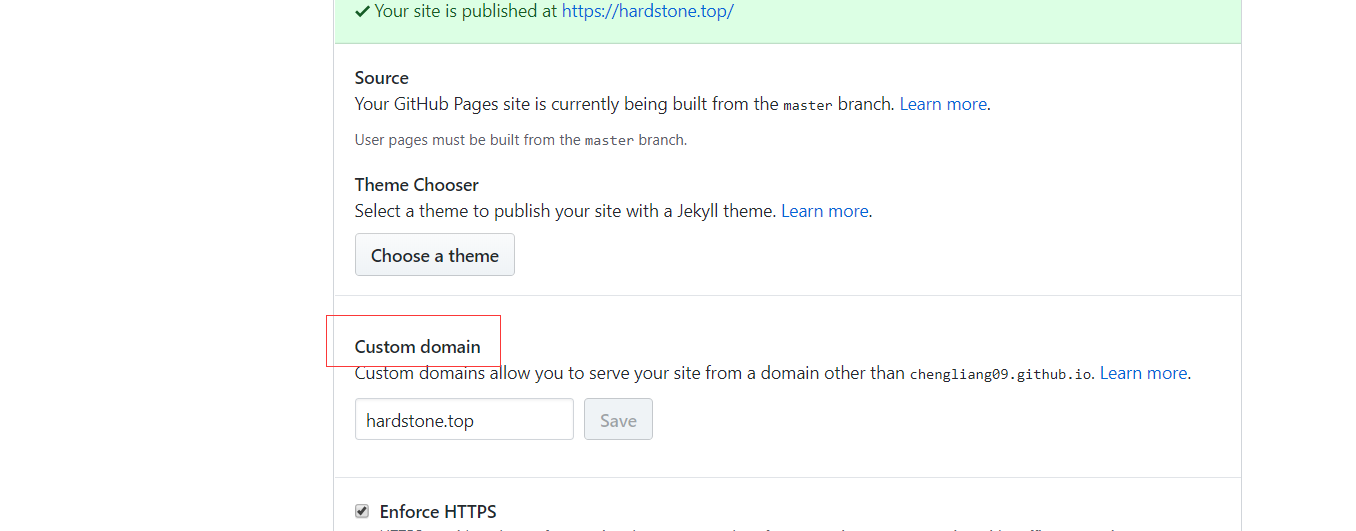 Your site is published at https://hardstone.top/
Source
Your GitHub Pages site is currently being built from the master branch. Learn more.
User pages must be built from the master branch.
Theme Chooser
Select a theme to publish your site with a Jekyll theme. Learn more.
Choose a theme
Custom domain
Custom domains allow you to serve your site from a domain other than chengliang09.github.io. Learn more.
hardstone.top Save
Enforce HTTPS